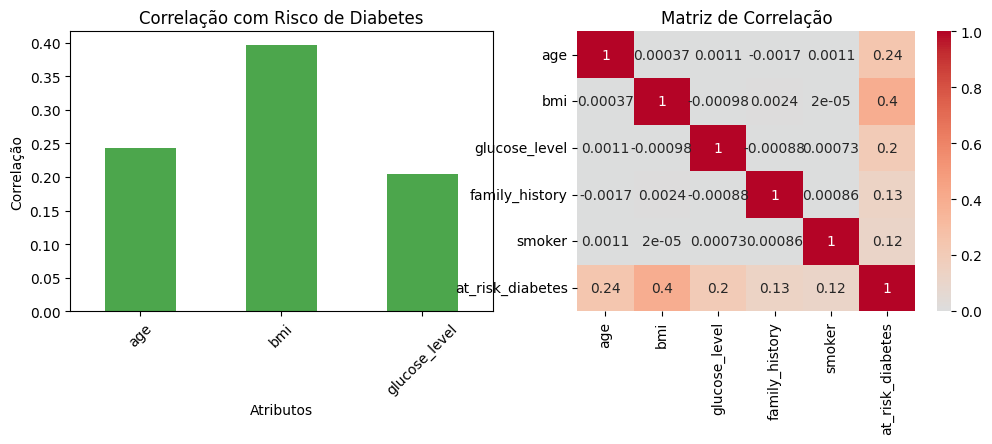 Correlação com Risco de Diabetes
Correlação
0.40
0.35
0.30
0.25
0.20
0.15
0.10
0.05
0.00
age
bmi
glucose_level
Atributos
Matriz de Correlação
age 1 0.00037 0.0011 -0.0017 0.0011 0.24
bmi 0.00037 1 -0.00098 0.0024 2e-05 0.4
glucose_level 0.0011 -0.00098 1 -0.00088 0.00073 0.2
family_history -0.0017 0.0024 -0.00088 1 0.00086 0.13
smoker 0.0011 2e-05 0.00073 0.00086 1 0.12
at_risk_diabetes 0.24 0.4 0.2 0.13 0.12 1
age
bmi
glucose_level
family_history
smoker
at_risk_diabetes
1.0
0.8
0.6
0.4
0.2
0.0